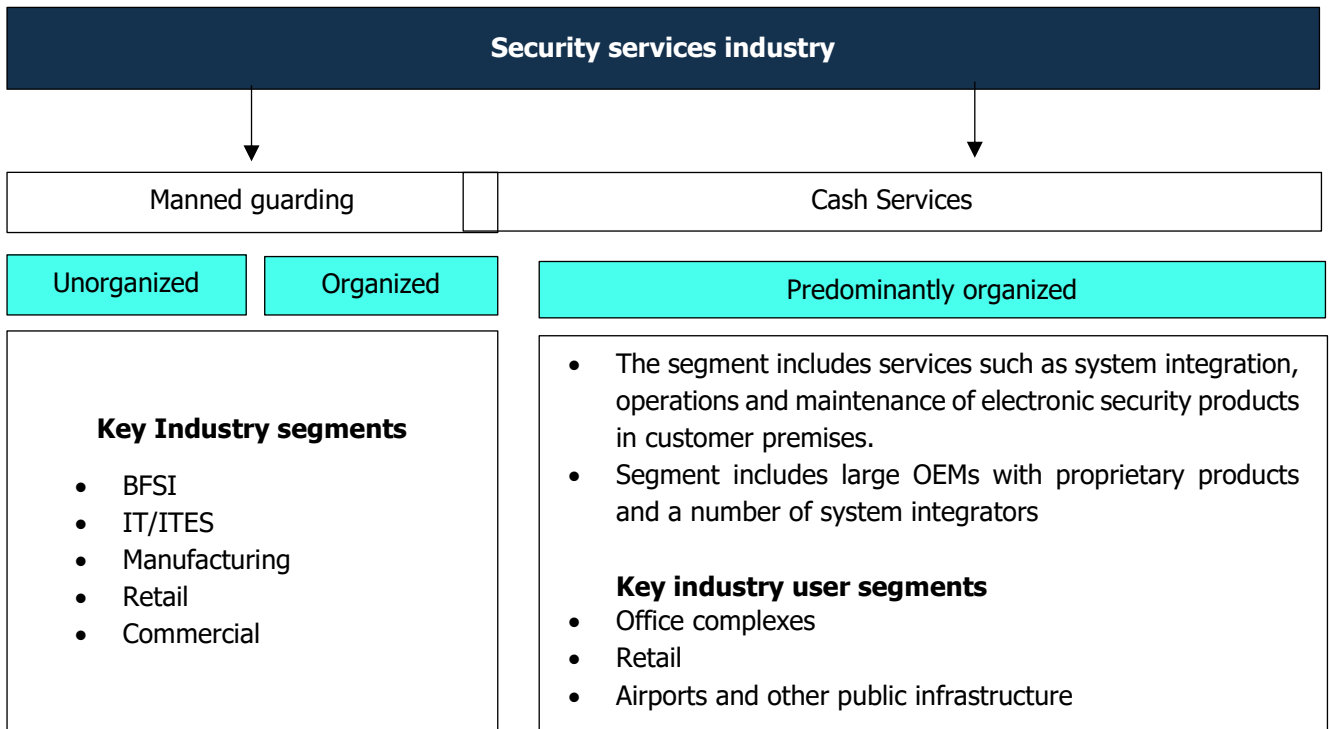 Security services industry
Manned guarding
Cash Services
Unorganized
Organized
Predominantly organized
Key Industry segments
• BFSI
• IT/ITES
• Manufacturing
• Retail
• Commercial
• The segment includes services such as system integration,
operations and maintenance of electronic security products
in customer premises.
• Segment includes large OEMs with proprietary products
and a number of system integrators
Key industry user segments
• Office complexes
• Retail
• Airports and other public infrastructure